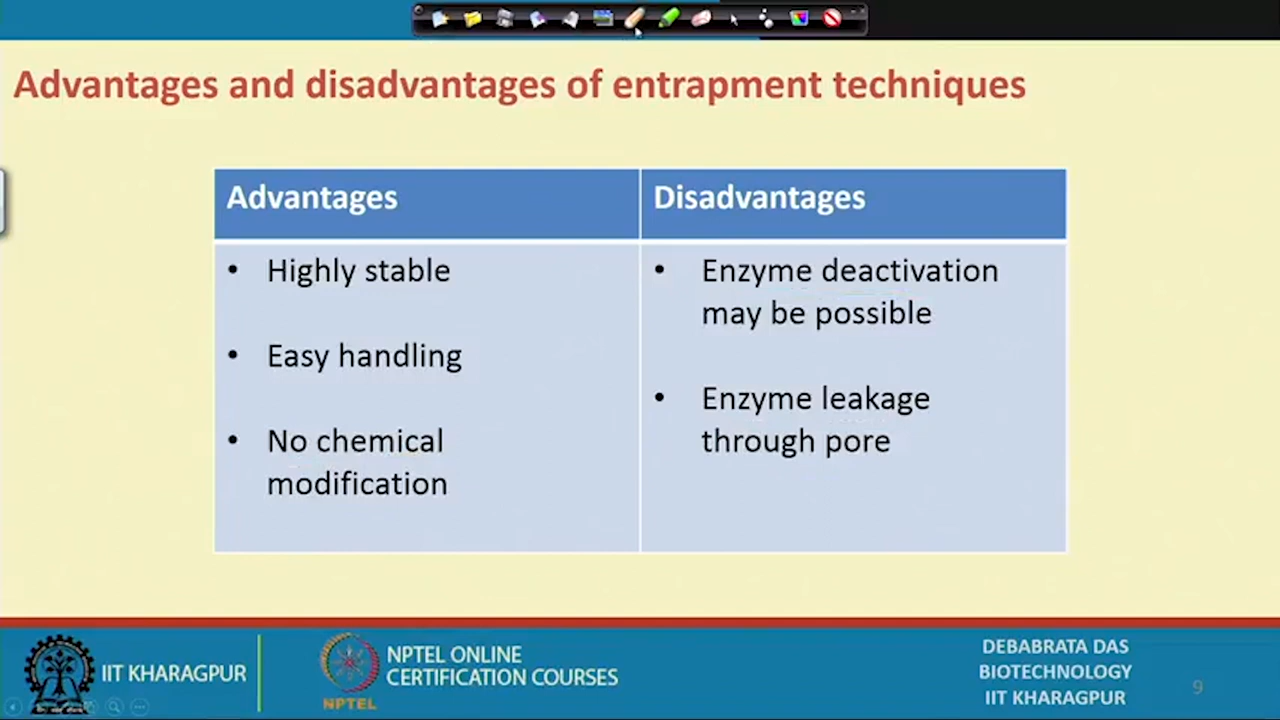 Advantages and disadvantages of entrapment techniques
Advantages
Disadvantages
• Highly stable
• Easy handling
• No chemical
modification
• Enzyme deactivation
may be possible
• Enzyme leakage
through pore
IIT KHARAGPUR
NPTEL
NPTEL ONLINE
CERTIFICATION COURSES
DEBABRATA DAS
BIOTECHNOLOGY
IIT KHARAGPUR
9